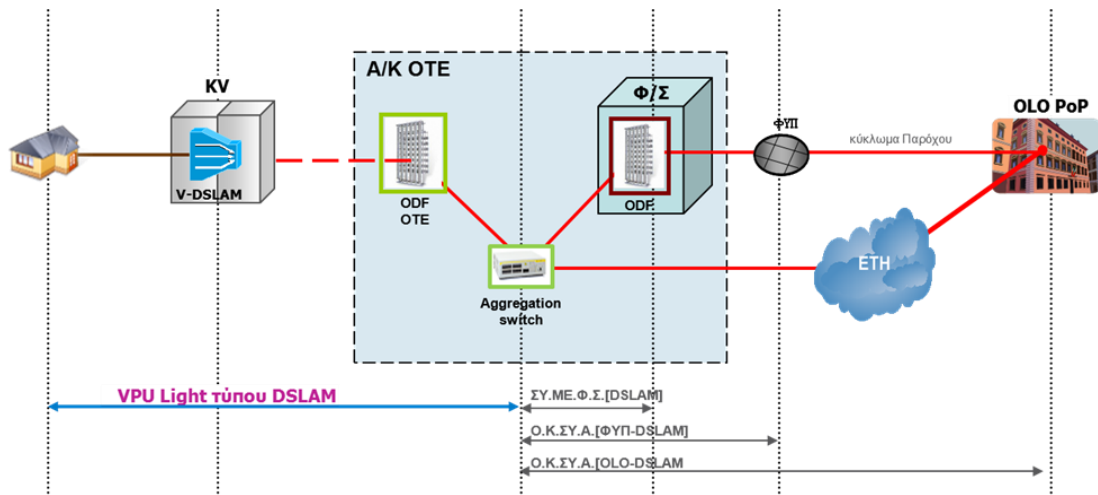 Α/Κ ΟΤΕ
KV
Φ/Σ
ΦΥΠ
OLO PoP
κύκλωμα Παρόχου
V-DSLAM
ODF
OTE
ODF
ETH
Aggregation
switch
VPU Light τύπου DSLAM
ΣΥ.ΜΕ.Φ.Σ.[DSLAM]
Ο.Κ.ΣΥ.Α.[ΦΥΠ-DSLAM]
Ο.Κ.ΣΥ.Α.[OLO-DSLAM